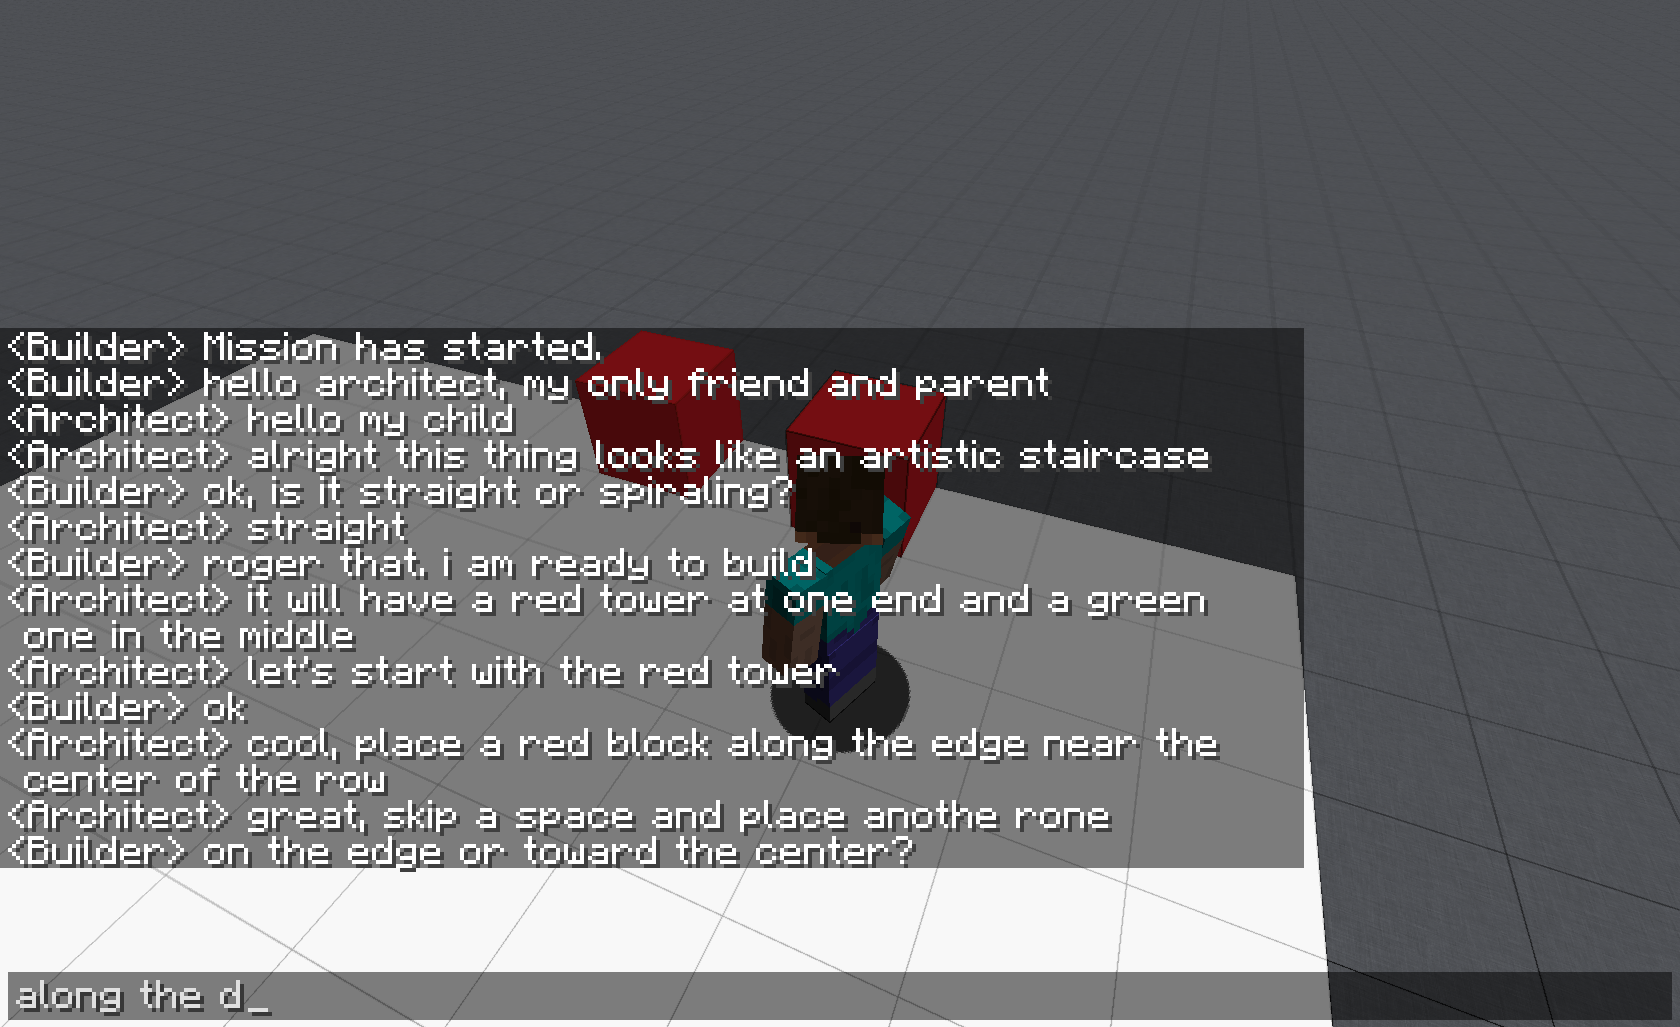 <Builder> Mission has started.
<Builder> hello architect, my only friend and parent
<Architect> hello my child
<Architect> alright this thing looks like an artistic staircase
<Builder> ok, is it straight or spiraling?
<Architect> straight
<Builder> roger that. i am ready to build
<Architect> it will have a red tower at one end and a green
one in the middle
<Architect> let's start with the red tower
<Builder> ok
<Architect> cool, place a red block along the edge near the
center of the row
<Architect> great, skip a space and place anothe rone
<Builder> on the edge or toward the center?
along the d_